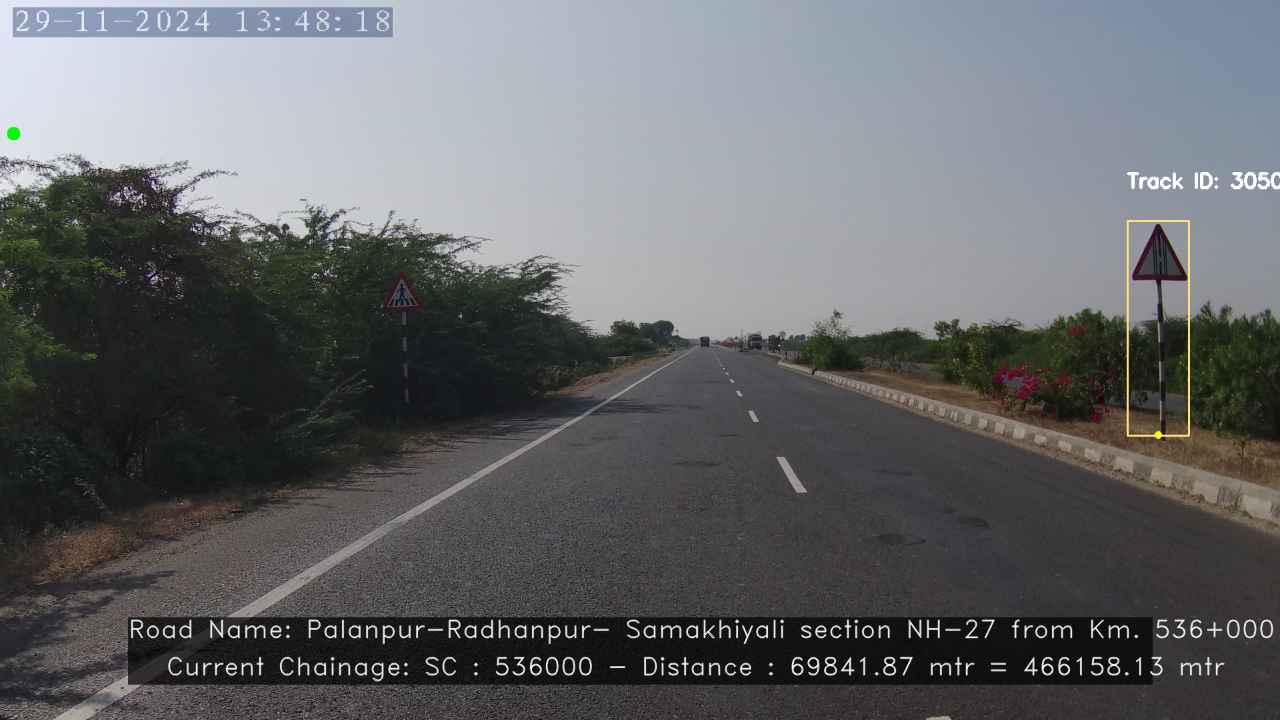 29-11-2024 13:48:18
Track ID: 3050
Road Name: Palanpur-Radhanpur- Samakhiyali section NH-27 from Km. 536+000
Current Chainage: SC : 536000 - Distance : 69841.87 mtr = 466158.13 mtr